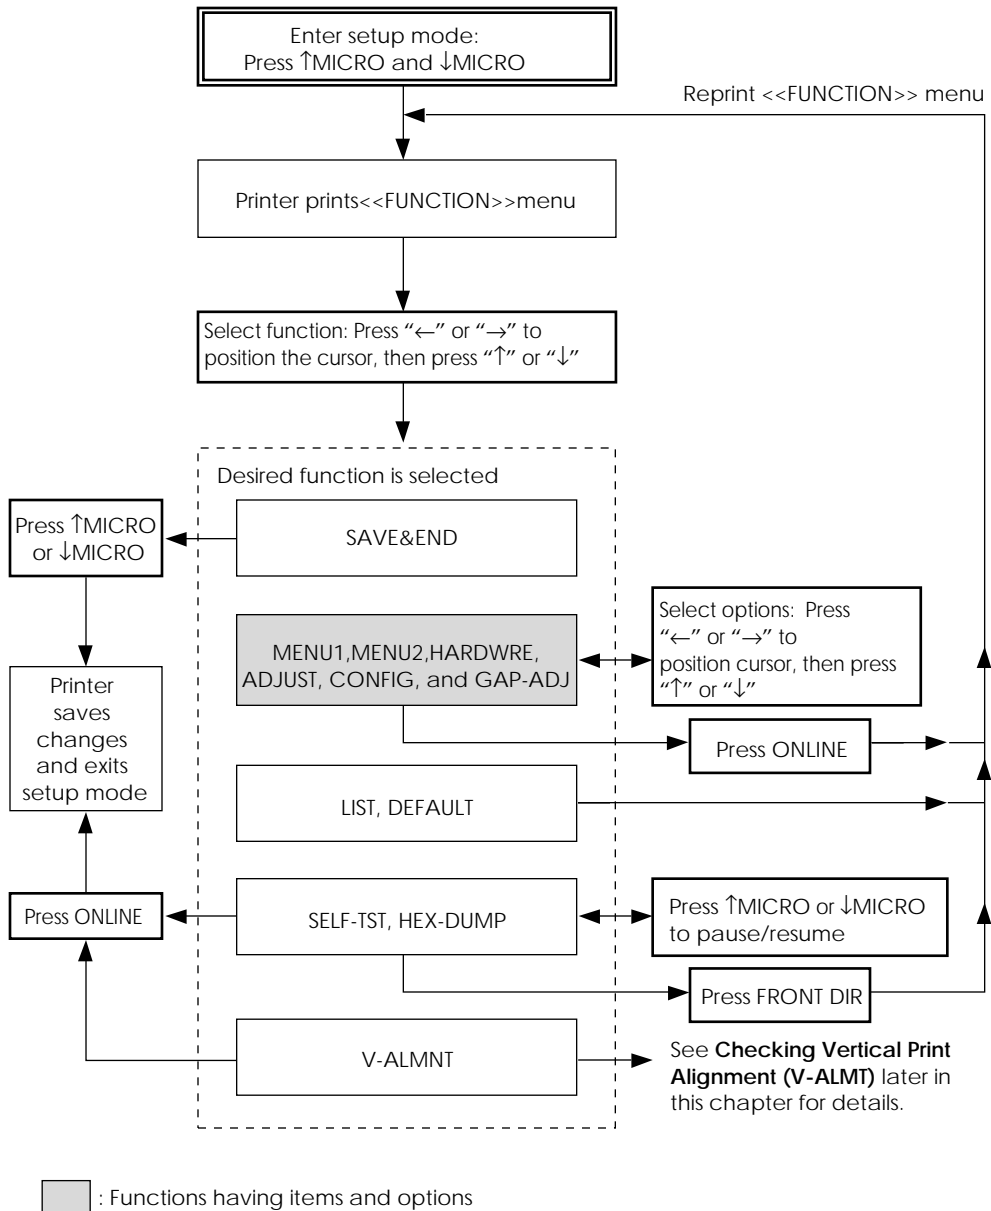 Enter setup mode:
Press ↑MICRO and ↓MICRO
Reprint <<FUNCTION>> menu
Printer prints<<FUNCTION>>menu
Select function: Press “←” or “→” to
position the cursor, then press “↑” or “↓”
Desired function is selected
Press ↑MICRO
or ↓MICRO
SAVE&END
MENU1,MENU2,HARDWRE,
ADJUST, CONFIG, and GAP-ADJ
Select options: Press
“←” or “→” to
position cursor, then press
“↑” or “↓”
Printer
saves
changes
and exits
setup mode
Press ONLINE
LIST, DEFAULT
Press ONLINE
SELF-TST, HEX-DUMP
Press ↑MICRO or ↓MICRO
to pause/resume
Press FRONT DIR
V-ALMNT
See Checking Vertical Print
Alignment (V-ALMT) later in
this chapter for details.
: Functions having items and options